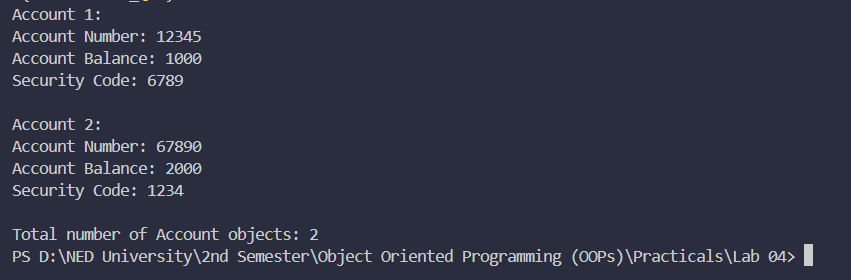 Account 1:
Account Number: 12345
Account Balance: 1000
Security Code: 6789
Account 2:
Account Number: 67890
Account Balance: 2000
Security Code: 1234
Total number of Account objects: 2
PS D:\NED University\2nd Semester\Object Oriented Programming (OOPs)\Practicals\Lab 04>